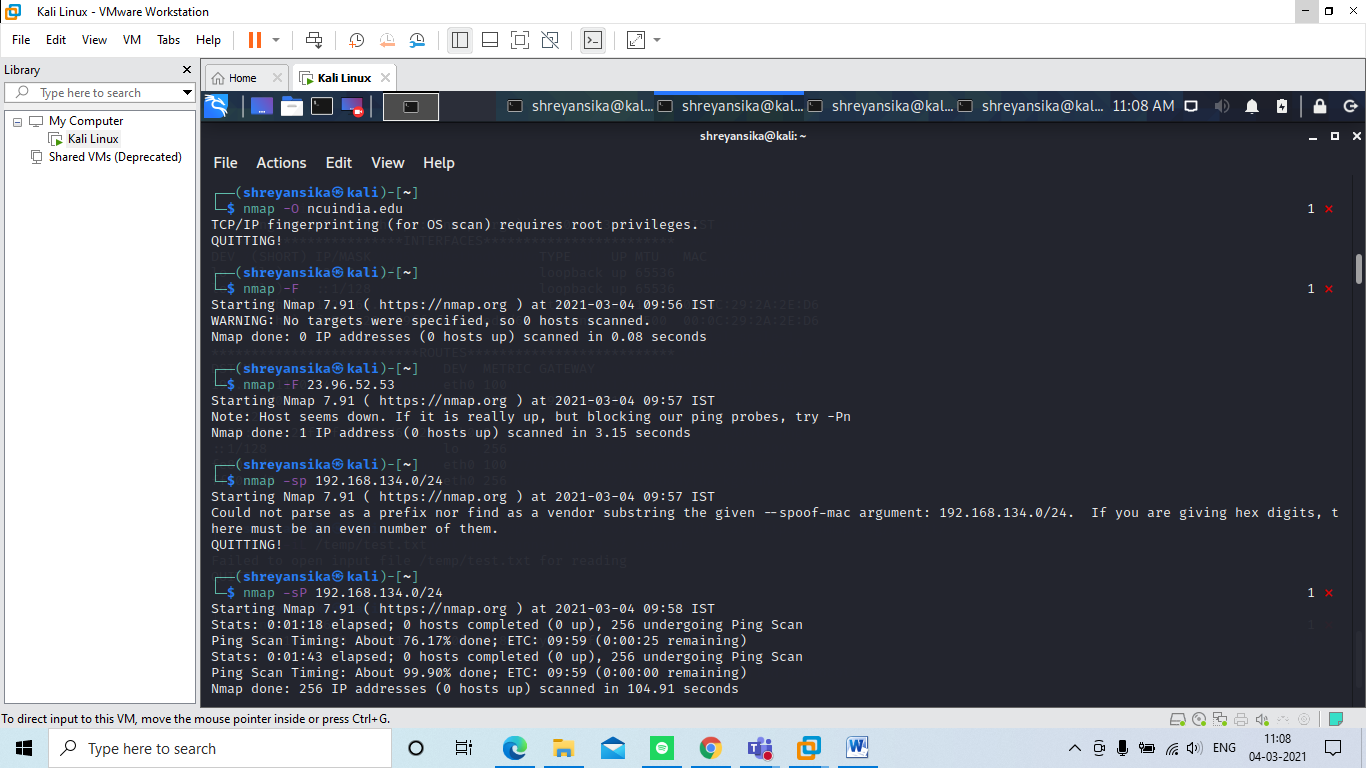 Kali Linux - VMware Workstation
File Edit View VM Tabs Help
Library
Type here to search
My Computer
Kali Linux
Shared VMs (Deprecated)
Home
Kali Linux
shreyansika@kal... shreyansika@kal... shreyansika@kal... shreyansika@kal... 11:08 AM
shreyansika@kali: ~
File Actions Edit View Help
┌──(shreyansika㉿kali)-[~]
└─$ nmap -O ncuindia.edu 1 ⨯
TCP/IP fingerprinting (for OS scan) requires root privileges.
QUITTING!
┌──(shreyansika㉿kali)-[~]
└─$ nmap -F 1 ⨯
Starting Nmap 7.91 ( https://nmap.org ) at 2021-03-04 09:56 IST
WARNING: No targets were specified, so 0 hosts scanned.
Nmap done: 0 IP addresses (0 hosts up) scanned in 0.08 seconds
┌──(shreyansika㉿kali)-[~]
└─$ nmap -F 23.96.52.53
Starting Nmap 7.91 ( https://nmap.org ) at 2021-03-04 09:57 IST
Note: Host seems down. If it is really up, but blocking our ping probes, try -Pn
Nmap done: 1 IP address (0 hosts up) scanned in 3.15 seconds
┌──(shreyansika㉿kali)-[~]
└─$ nmap -sp 192.168.134.0/24
Starting Nmap 7.91 ( https://nmap.org ) at 2021-03-04 09:57 IST
Could not parse as a prefix nor find as a vendor substring the given --spoof-mac argument: 192.168.134.0/24.  If you are giving hex digits, t
here must be an even number of them.
QUITTING!
┌──(shreyansika㉿kali)-[~]
└─$ nmap -sP 192.168.134.0/24 1 ⨯
Starting Nmap 7.91 ( https://nmap.org ) at 2021-03-04 09:58 IST
Stats: 0:01:18 elapsed; 0 hosts completed (0 up), 256 undergoing Ping Scan
Ping Scan Timing: About 76.17% done; ETC: 09:59 (0:00:25 remaining)
Stats: 0:01:43 elapsed; 0 hosts completed (0 up), 256 undergoing Ping Scan
Ping Scan Timing: About 99.90% done; ETC: 09:59 (0:00:00 remaining)
Nmap done: 256 IP addresses (0 hosts up) scanned in 104.91 seconds
To direct input to this VM, move the mouse pointer inside or press Ctrl+G.
Type here to search
ENG
11:08
04-03-2021